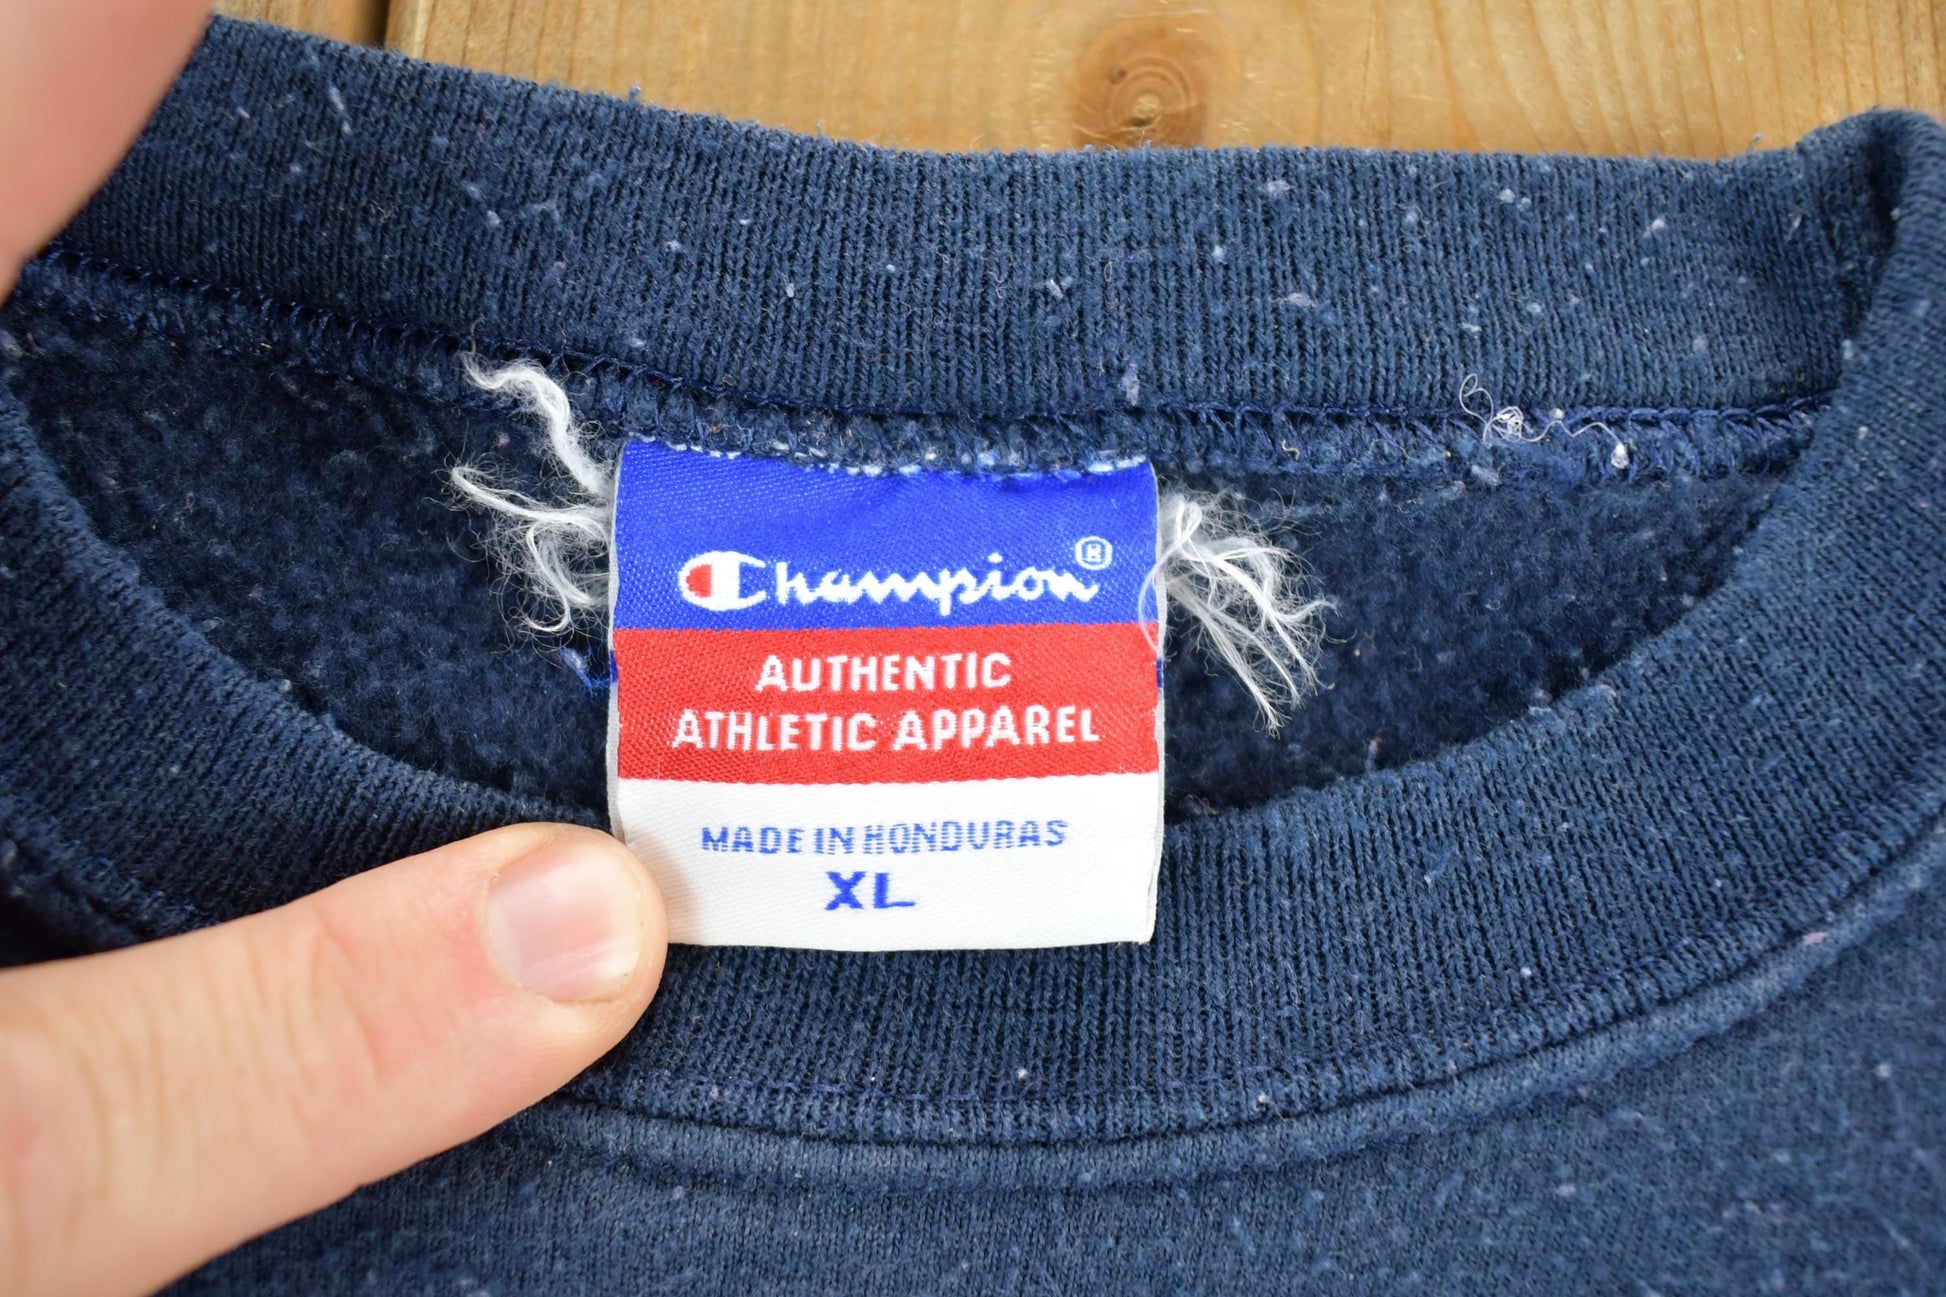 Champion®
AUTHENTIC
ATHLETIC APPAREL
MADE IN HONDURAS
XL